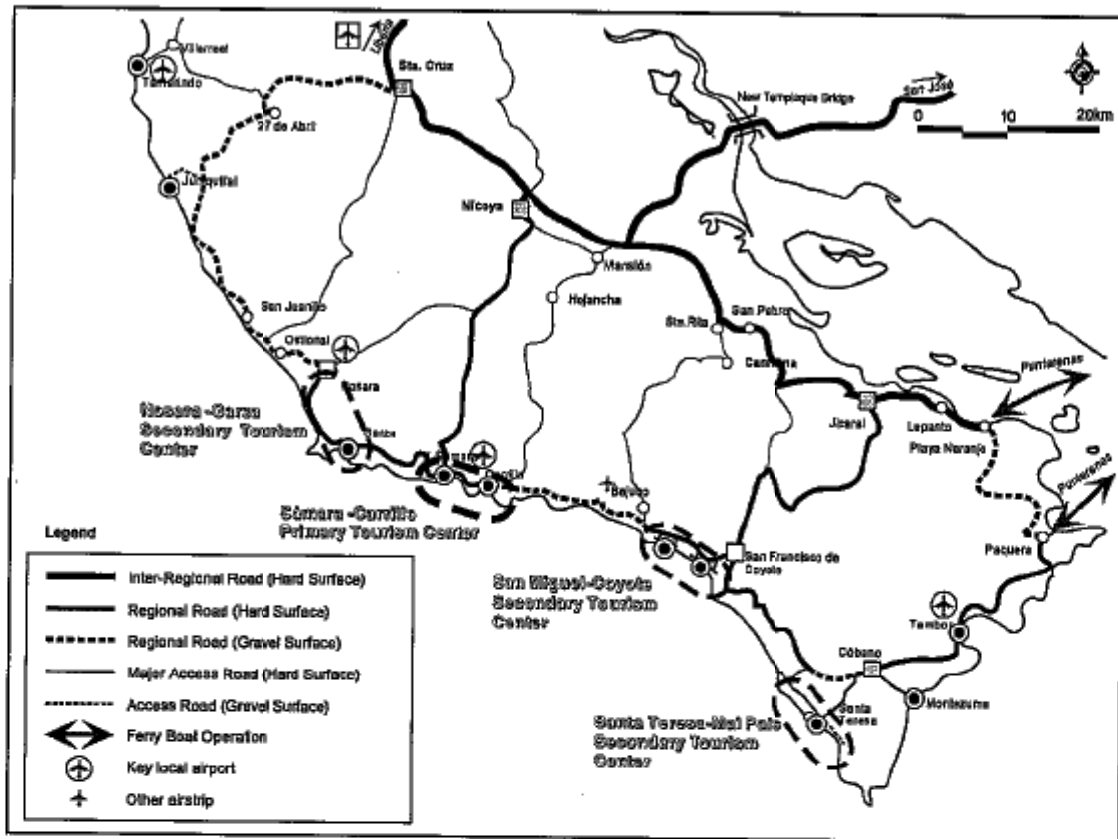 Liberia
Villarreal
Tamarindo
Sta. Cruz
27 de Abril
New Tempisque Bridge
San José
0 10 20km
Junquillal
Nicoya
Mansión
Hojancha
San Juanillo
Ostional
Sta. Rita
San Pedro
Carmona
Nosara
Puntarenas
Jicaral
Lepanto
Playa Naranjo
Nosara-Garza
Secondary Tourism
Center
Garza
Sámara
Carrillo
Puntarenas
Bejuco
Sámara-Carrillo
Primary Tourism Center
Paquera
San Francisco de
Coyote
San Miguel-Coyote
Secondary Tourism
Center
Tambor
Cóbano
Montezuma
Santa
Teresa
Santa Teresa-Mal País
Secondary Tourism
Center
Legend
Inter-Regional Road (Hard Surface)
Regional Road (Hard Surface)
Regional Road (Gravel Surface)
Major Access Road (Hard Surface)
Access Road (Gravel Surface)
Ferry Boat Operation
Key local airport
Other airstrip